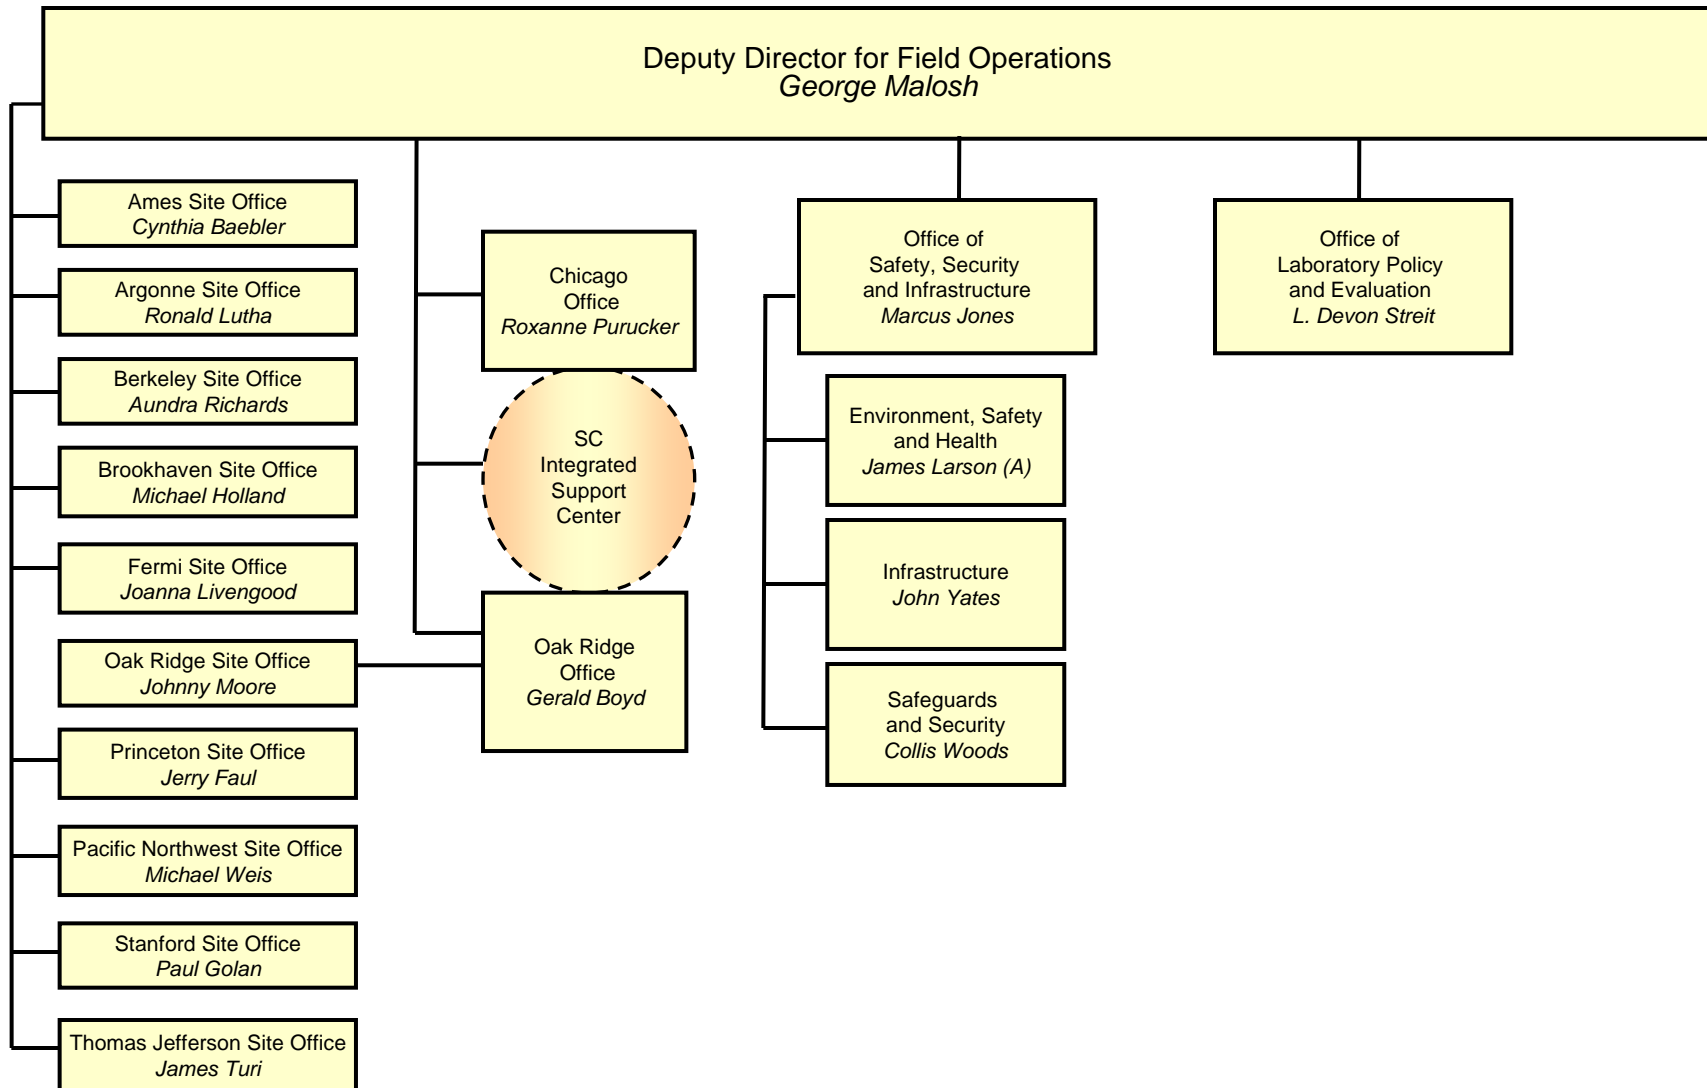 Deputy Director for Field Operations
George Malosh
Ames Site Office
Cynthia Baebler
Argonne Site Office
Ronald Lutha
Berkeley Site Office
Aundra Richards
Brookhaven Site Office
Michael Holland
Fermi Site Office
Joanna Livengood
Oak Ridge Site Office
Johnny Moore
Princeton Site Office
Jerry Faul
Pacific Northwest Site Office
Michael Weis
Stanford Site Office
Paul Golan
Thomas Jefferson Site Office
James Turi
Chicago
Office
Roxanne Purucker
SC
Integrated
Support
Center
Oak Ridge
Office
Gerald Boyd
Office of
Safety, Security
and Infrastructure
Marcus Jones
Environment, Safety
and Health
James Larson (A)
Infrastructure
John Yates
Safeguards
and Security
Collis Woods
Office of
Laboratory Policy
and Evaluation
L. Devon Streit